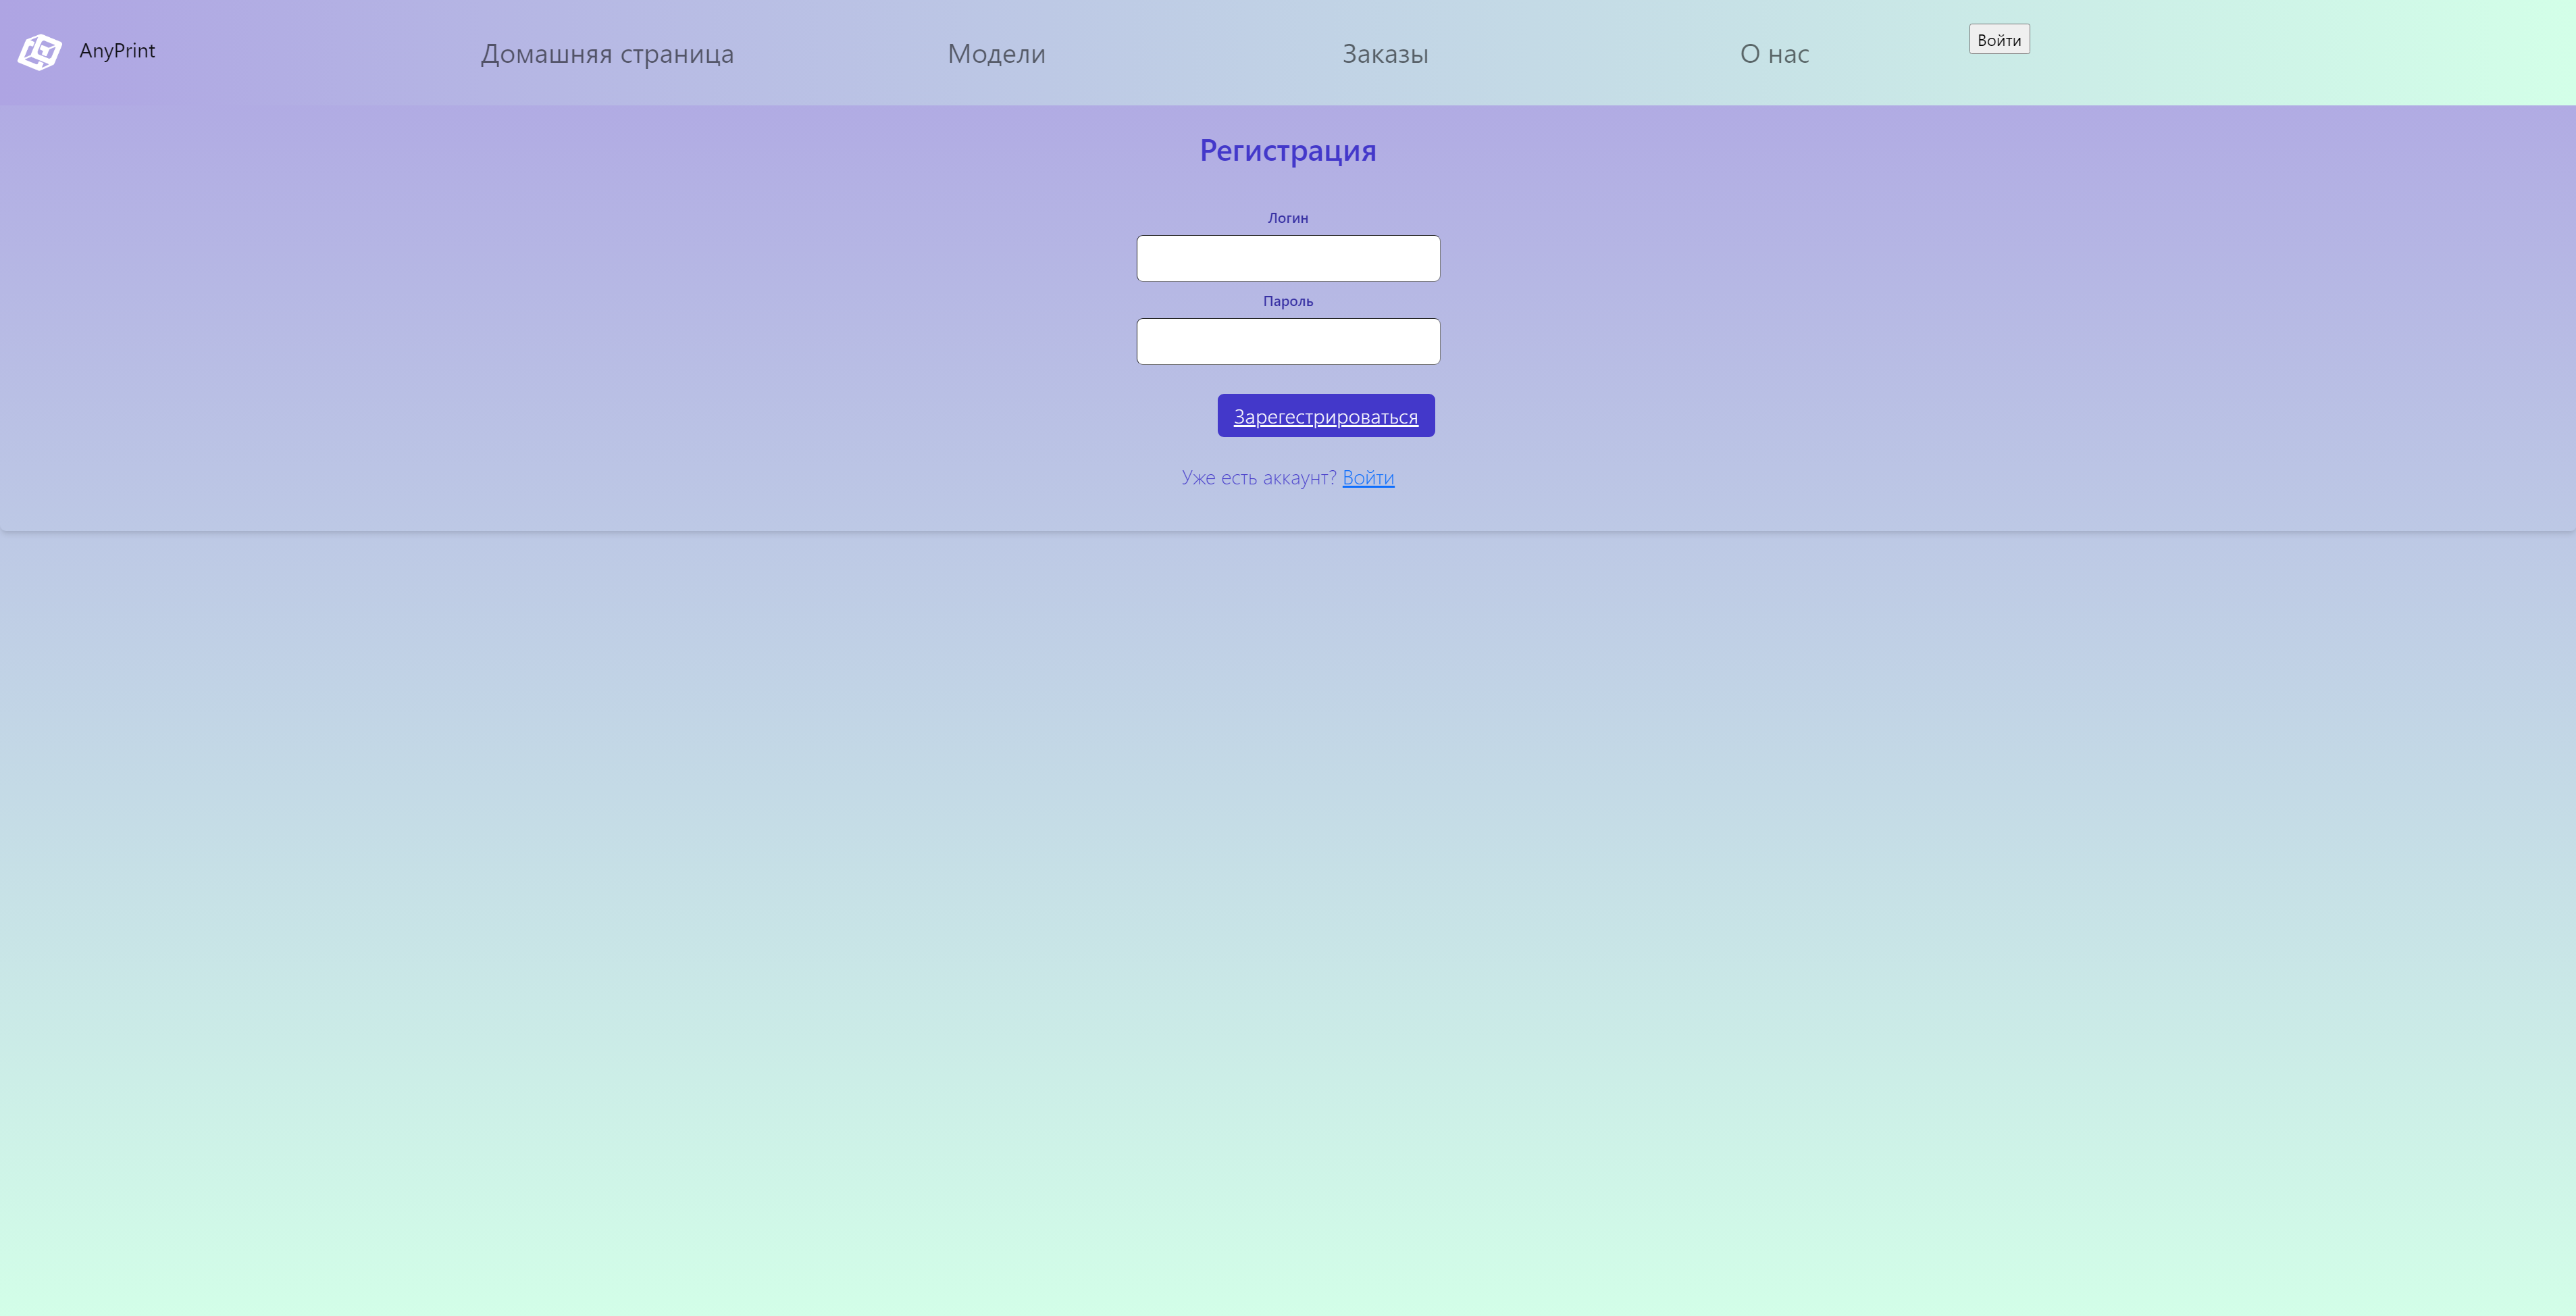 AnyPrint
Домашняя страница
Модели
Заказы
О нас
Войти
Регистрация
Логин
Пароль
Зарегестрироваться
Уже есть аккаунт? Войти